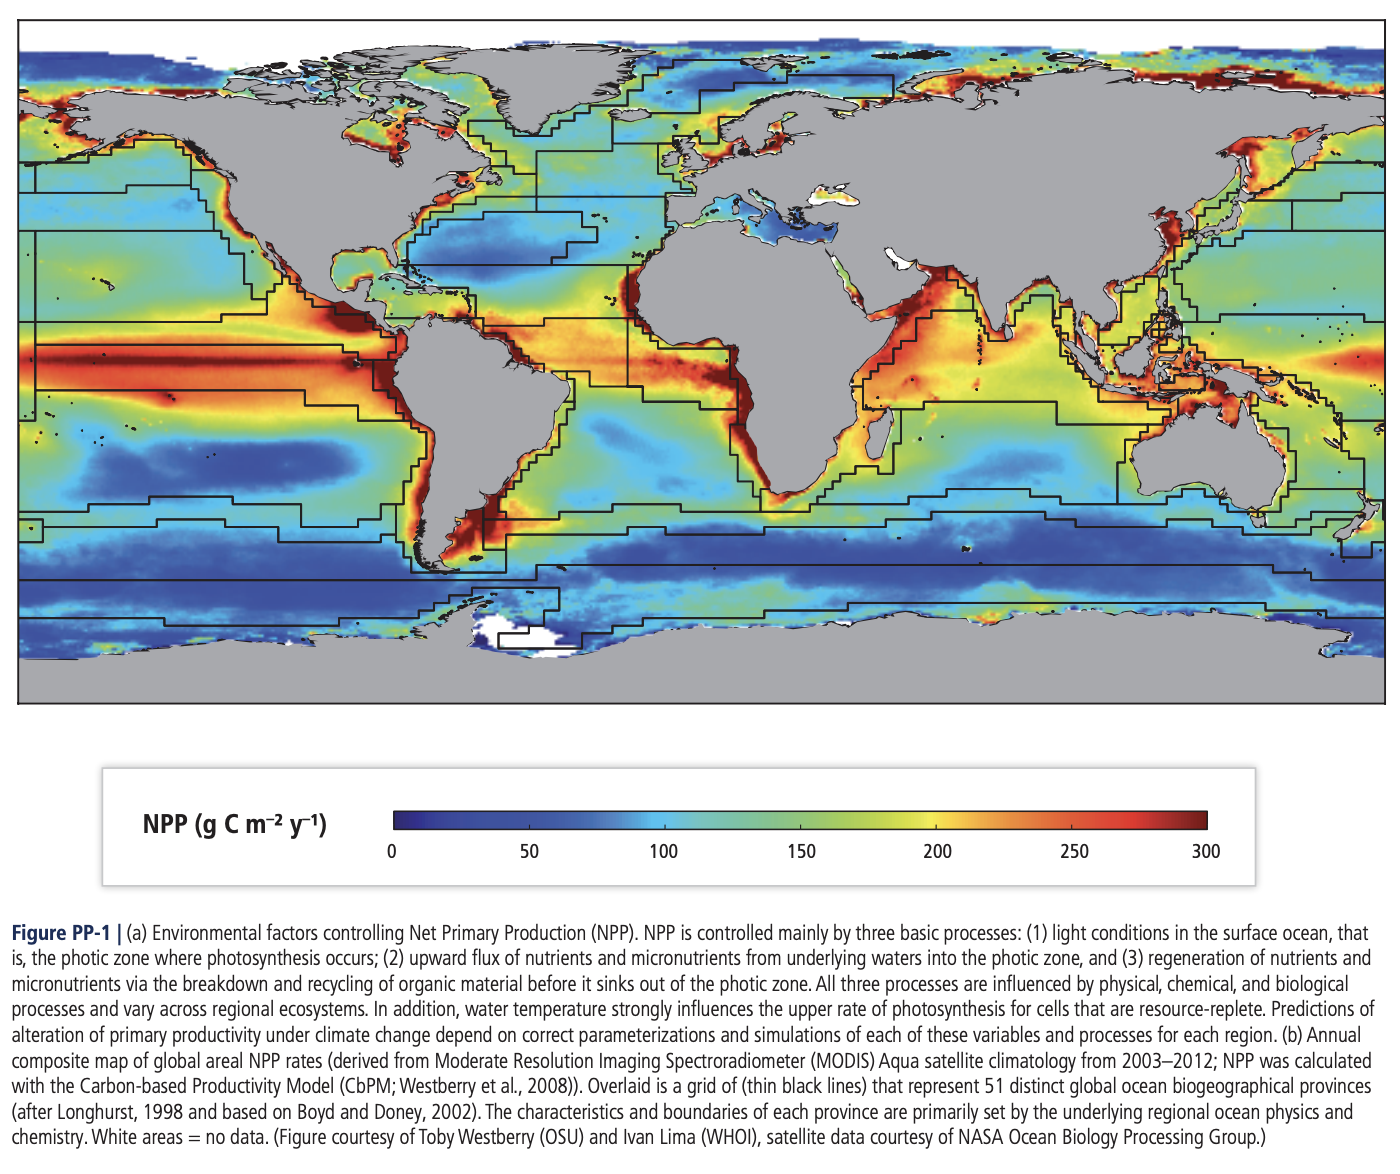 NPP (g C m⁻² y⁻¹)
0 50 100 150 200 250 300
Figure PP-1 | (a) Environmental factors controlling Net Primary Production (NPP). NPP is controlled mainly by three basic processes: (1) light conditions in the surface ocean, that
is, the photic zone where photosynthesis occurs; (2) upward flux of nutrients and micronutrients from underlying waters into the photic zone, and (3) regeneration of nutrients and
micronutrients via the breakdown and recycling of organic material before it sinks out of the photic zone. All three processes are influenced by physical, chemical, and biological
processes and vary across regional ecosystems. In addition, water temperature strongly influences the upper rate of photosynthesis for cells that are resource-replete. Predictions of
alteration of primary productivity under climate change depend on correct parameterizations and simulations of each of these variables and processes for each region. (b) Annual
composite map of global areal NPP rates (derived from Moderate Resolution Imaging Spectroradiometer (MODIS) Aqua satellite climatology from 2003–2012; NPP was calculated
with the Carbon-based Productivity Model (CbPM; Westberry et al., 2008)). Overlaid is a grid of (thin black lines) that represent 51 distinct global ocean biogeographical provinces
(after Longhurst, 1998 and based on Boyd and Doney, 2002). The characteristics and boundaries of each province are primarily set by the underlying regional ocean physics and
chemistry. White areas = no data. (Figure courtesy of Toby Westberry (OSU) and Ivan Lima (WHOI), satellite data courtesy of NASA Ocean Biology Processing Group.)